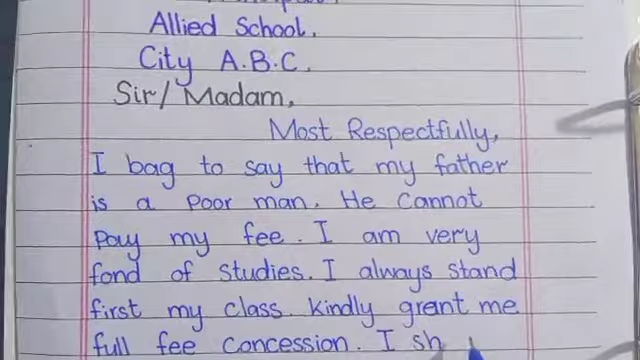 Allied School,
City A.B.C.
Sir/Madam,
Most Respectfully,
I bag to say that my father
is a poor man. He cannot
pay my fee. I am very
fond of studies. I always stand
first my class. Kindly grant me
full fee concession. I sh